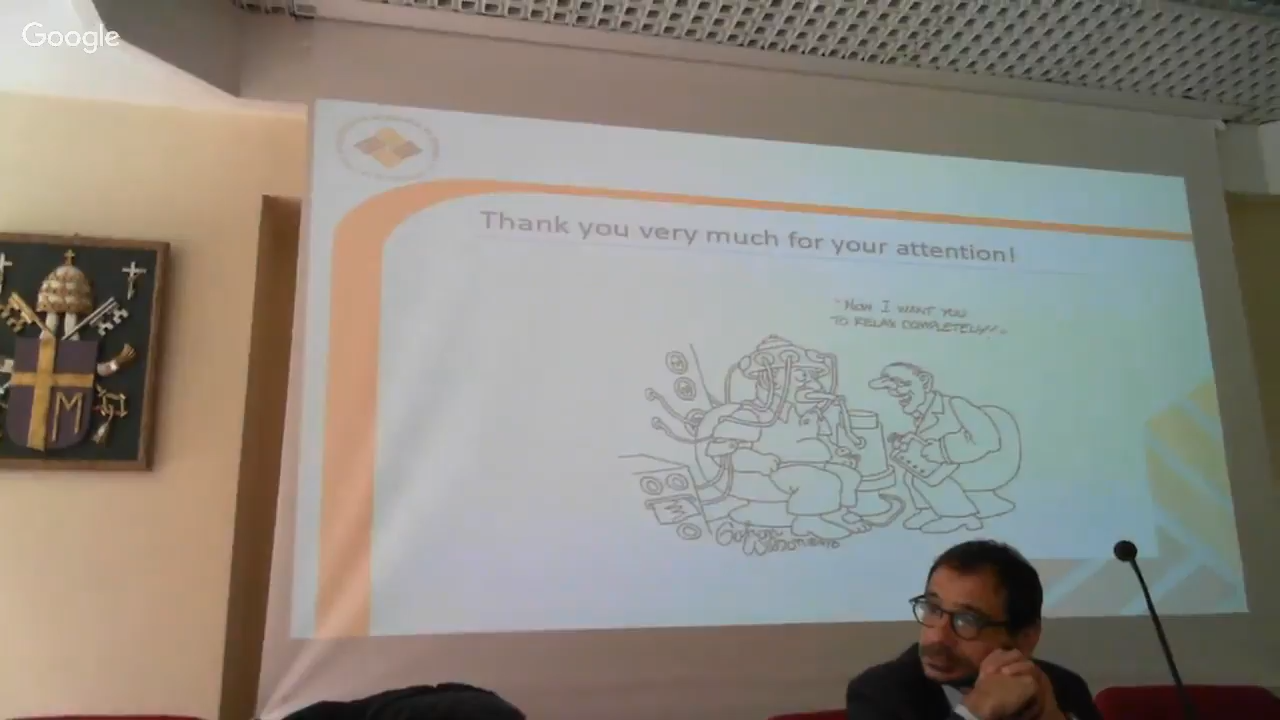 Google
Thank you very much for your attention!
"NOW I WANT YOU
TO RELAX COMPLETELY!"
M